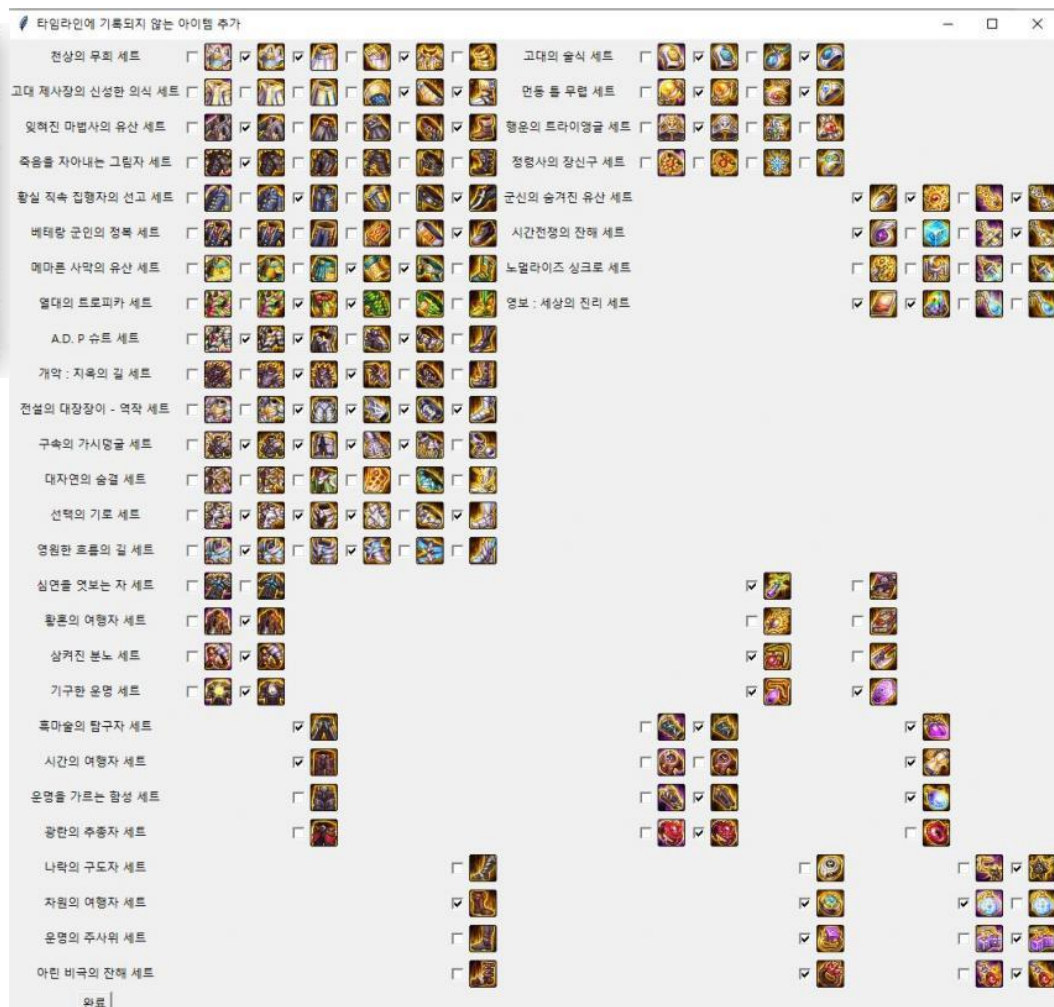 타임라인에 기록되지 않는 아이템 추가
천상의 무희 세트 고대의 술식 세트
고대 제사장의 신성한 의식 세트 먼동 틀 무렵 세트
잊혀진 마법사의 유산 세트 행운의 트라이앵글 세트
죽음을 자아내는 그림자 세트 정령사의 장신구 세트
황실 직속 집행자의 선고 세트 군신의 숨겨진 유산 세트
베테랑 군인의 정복 세트 시간전쟁의 잔해 세트
메마른 사막의 유산 세트 노멀라이즈 싱크로 세트
열대의 트로피카 세트 영보 : 세상의 진리 세트
A.D. P 슈트 세트
개악 : 지옥의 길 세트
전설의 대장장이 - 역작 세트
구속의 가시덩굴 세트
대자연의 숨결 세트
선택의 기로 세트
영원한 흐름의 길 세트
심연을 엿보는 자 세트
황혼의 여행자 세트
삼켜진 분노 세트
기구한 운명 세트
흑마술의 탐구자 세트
시간의 여행자 세트
운명을 가르는 함성 세트
광란의 추종자 세트
나락의 구도자 세트
차원의 여행자 세트
운명의 주사위 세트
아린 비극의 잔해 세트
완료